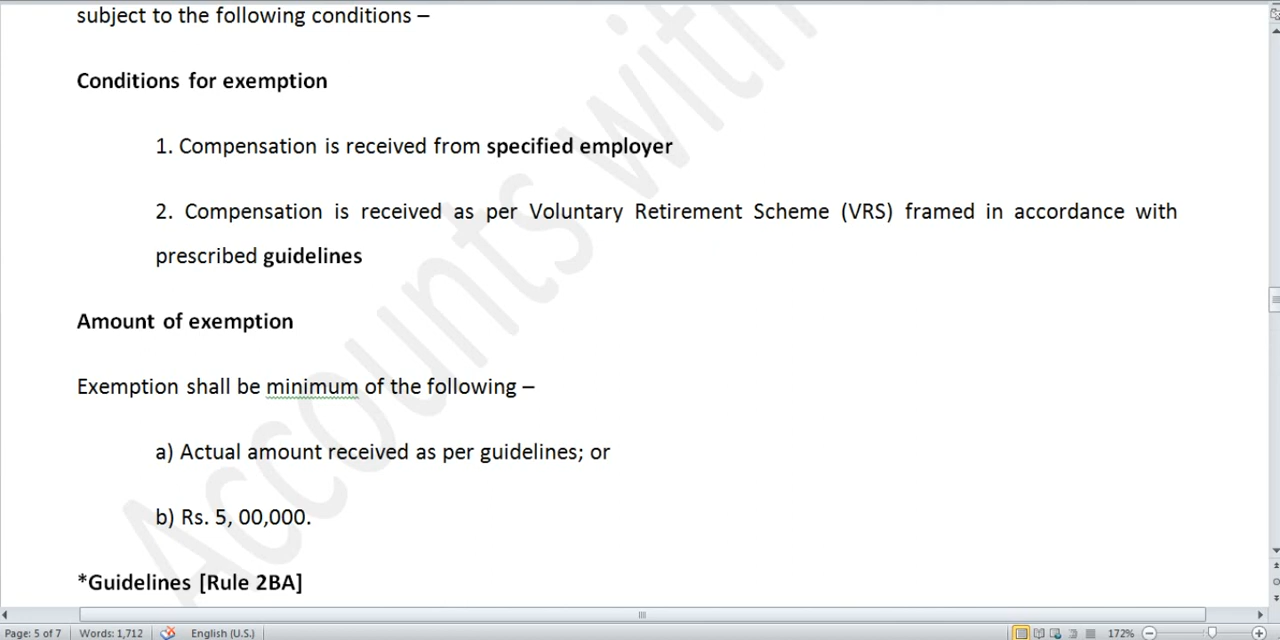 subject to the following conditions –
Conditions for exemption
1. Compensation is received from specified employer
2. Compensation is received as per Voluntary Retirement Scheme (VRS) framed in accordance with
prescribed guidelines
Amount of exemption
Exemption shall be minimum of the following –
a) Actual amount received as per guidelines; or
b) Rs. 5, 00,000.
*Guidelines [Rule 2BA]
Accounts with
Page: 5 of 7 Words: 1,712 English (U.S.) 172%